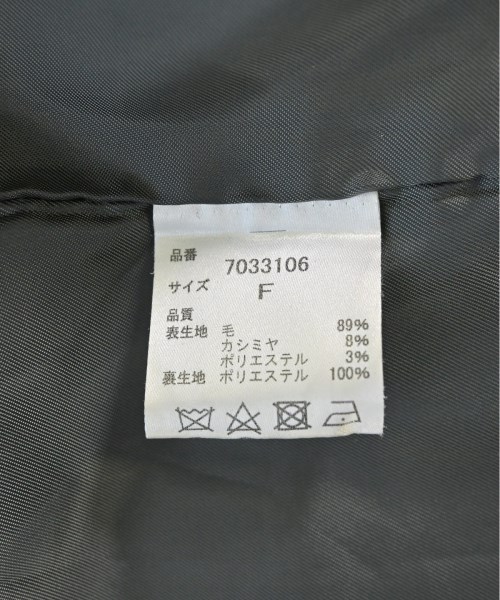 品番 7033106
サイズ F
品質
表生地 毛 89%
カシミヤ 8%
ポリエステル 3%
裏生地 ポリエステル 100%